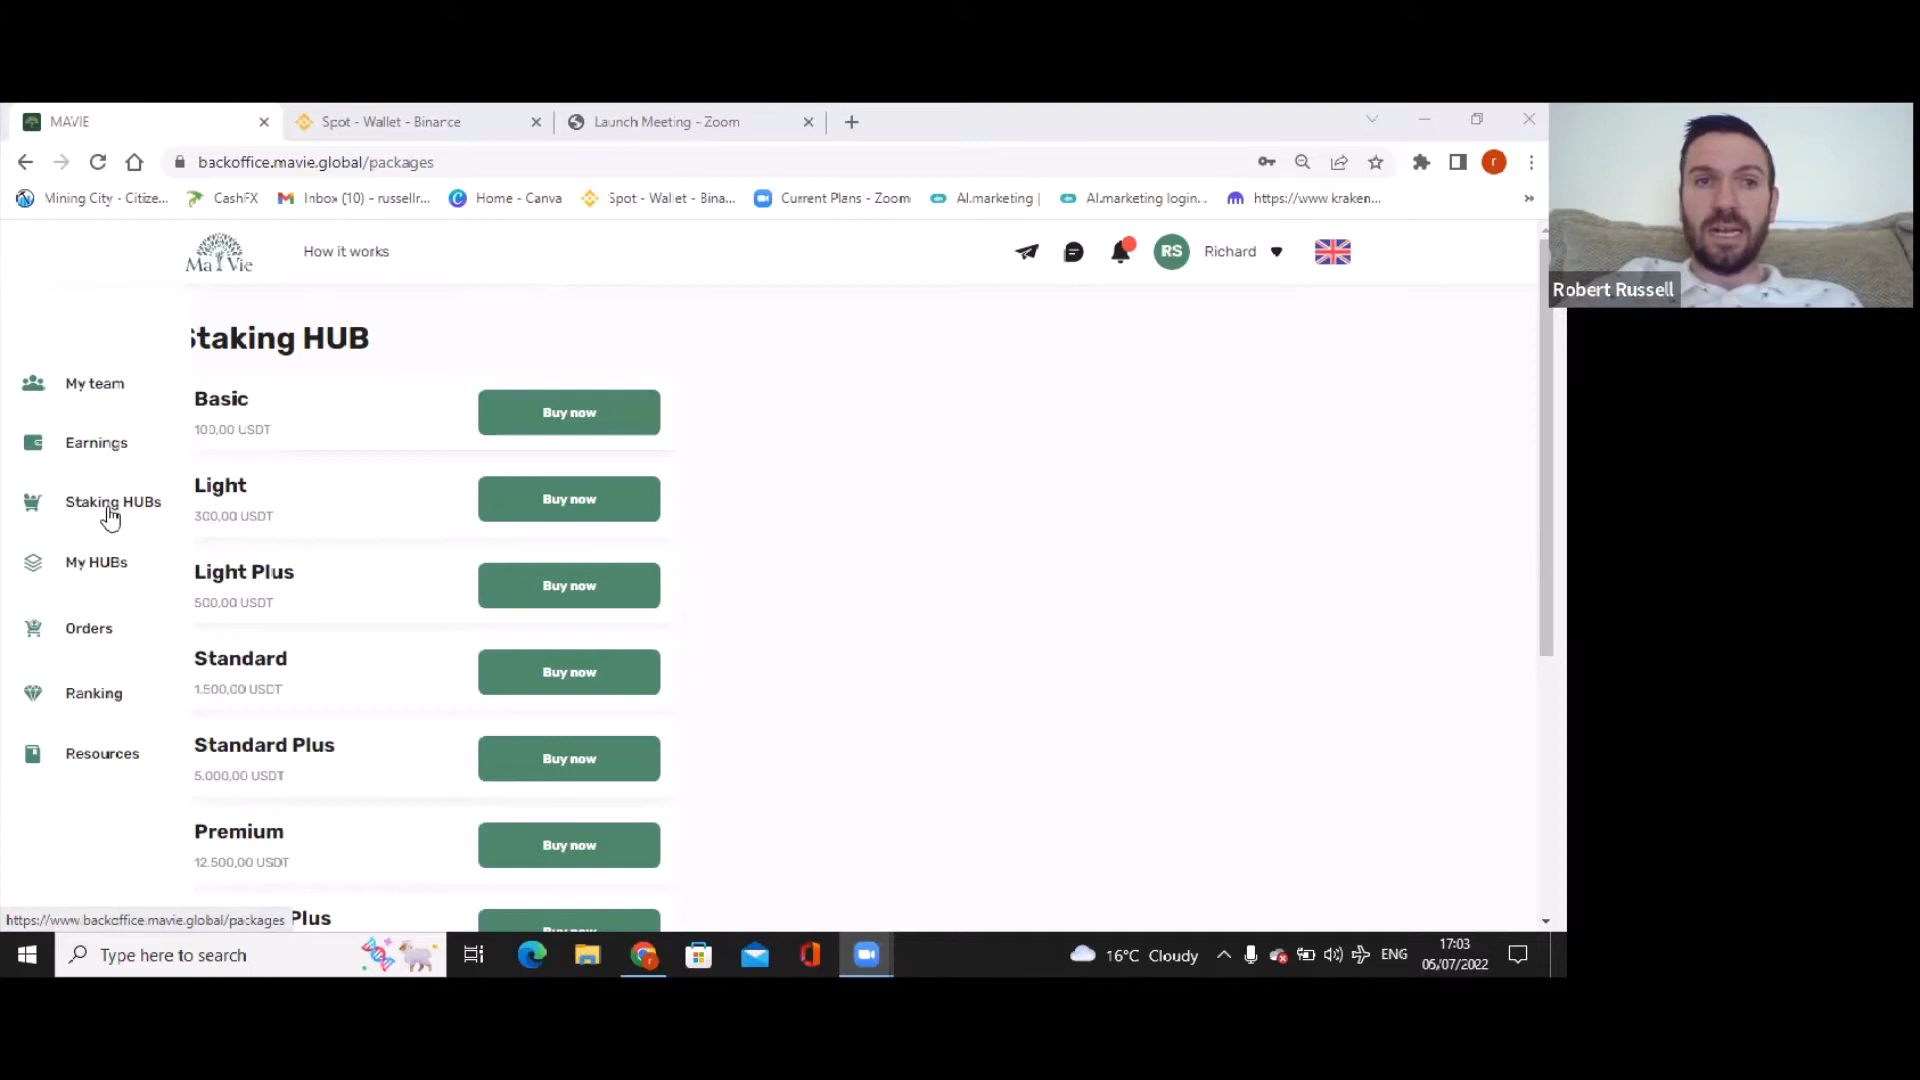 MAVIE
Spot - Wallet - Binance
Launch Meeting - Zoom
backoffice.mavie.global/packages
Mining City - Citize...
CashFX
Inbox (10) - russellr...
Home - Canva
Spot - Wallet - Bina...
Current Plans - Zoom
AI.marketing |
AI.marketing login...
https://www.kraken...
Ma Vie
How it works
RS
Richard
Robert Russell
Staking HUB
My team
Earnings
Staking HUBs
My HUBs
Orders
Ranking
Resources
Basic
100,00 USDT
Buy now
Light
300,00 USDT
Buy now
Light Plus
500,00 USDT
Buy now
Standard
1.500,00 USDT
Buy now
Standard Plus
5.000,00 USDT
Buy now
Premium
12.500,00 USDT
Buy now
Plus
https://www.backoffice.mavie.global/packages
Type here to search
16°C Cloudy
ENG
17:03
05/07/2022